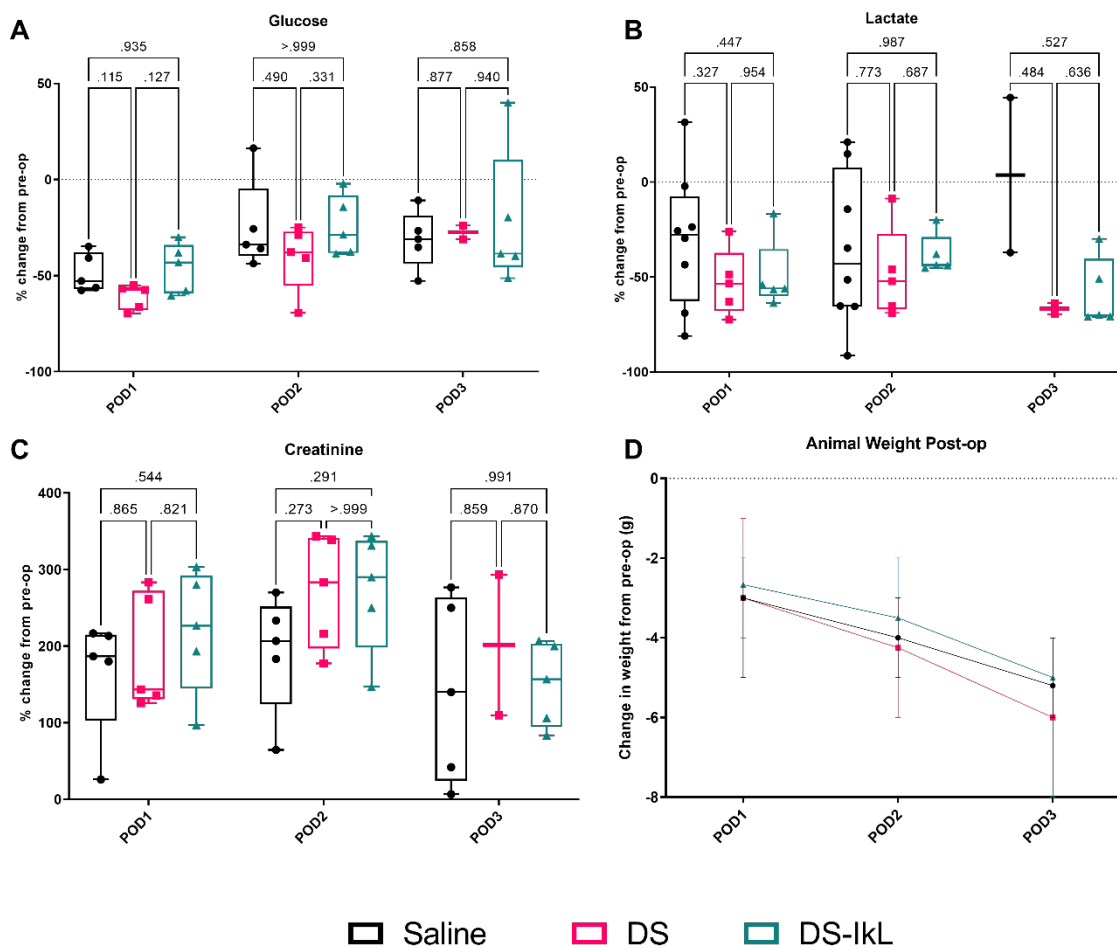 A
Glucose
.935
>.999
.858
.115 .127
.490 .331
.877 .940
% change from pre-op
50
0
-50
-100
POD1
POD2
POD3
B
Lactate
.447
.987
.527
.327 .954
.773 .687
.484 .636
% change from pre-op
50
0
-50
-100
POD1
POD2
POD3
C
Creatinine
.544
.291
.991
.865 .821
.273 >.999
.859 .870
% change from pre-op
400
300
200
100
0
POD1
POD2
POD3
D
Animal Weight Post-op
Change in weight from pre-op (g)
0
-2
-4
-6
-8
POD1
POD2
POD3
Saline
DS
DS-IkL